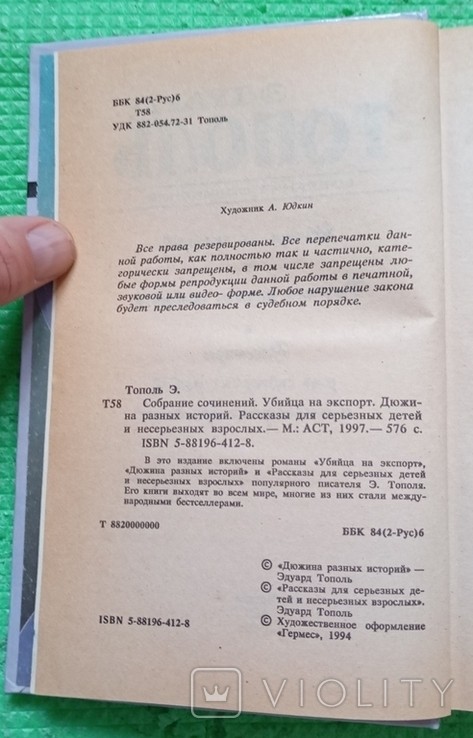 ББК 84(2-Рус)6
Т58
УДК 882-054.72-31 Тополь
Художник А. Юдкин
Все права резервированы. Все перепечатки дан-
ной работы, как полностью так и частично, кате-
горически запрещены, в том числе запрещены лю-
бые формы репродукции данной работы в печатной,
звуковой или видео- форме. Любое нарушение закона
будет преследоваться в судебном порядке.
Тополь Э.
Т58 Собрание сочинений. Убийца на экспорт. Дюжи-
на разных историй. Рассказы для серьезных детей
и несерьезных взрослых.— М.: АСТ, 1997.— 576 с.
ISBN 5-88196-412-8.
В это издание включены романы «Убийца на экспорт»,
«Дюжина разных историй» и «Рассказы для серьезных детей
и несерьезных взрослых» популярного писателя Э. Тополя.
Его книги выходят во всем мире, многие из них стали между-
народными бестселлерами.
Т 8820000000
ББК 84(2-Рус)6
© «Дюжина разных историй» —
Эдуард Тополь
© «Рассказы для серьезных де-
тей и несерьезных взрослых».
Эдуард Тополь
ISBN 5-88196-412-8
© Художественное оформление
«Гермес», 1994
VIOLITY